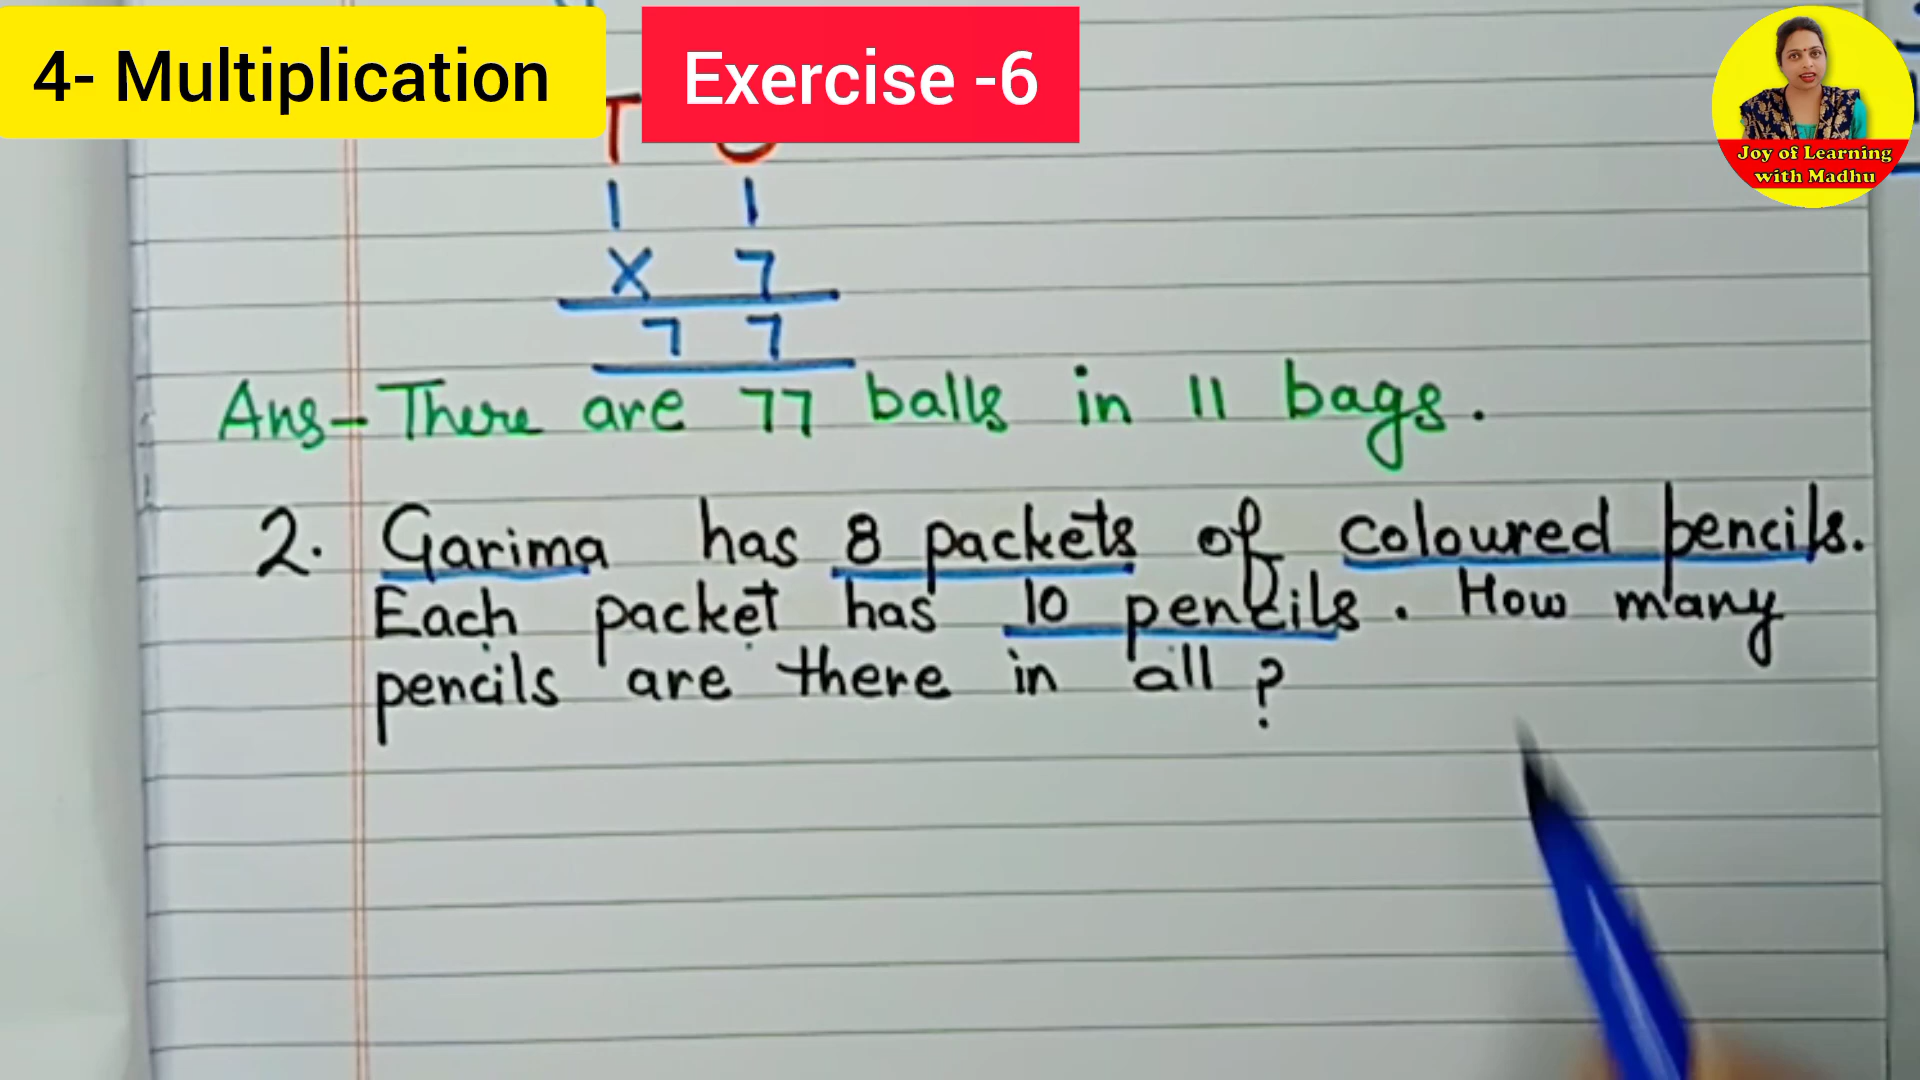 4- Multiplication
Exercise -6
Joy of Learning
with Madhu
T O
1 1
X 7
7 7
Ans- There are 77 balls in 11 bags.
2. Garima has 8 packets of coloured pencils.
Each packet has 10 pencils. How many
pencils are there in all?